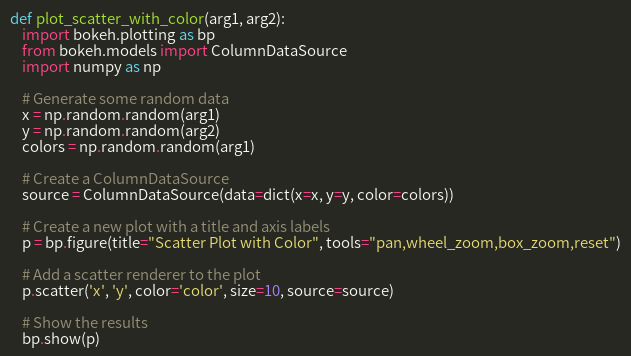 def plot_scatter_with_color(arg1, arg2):
    import bokeh.plotting as bp
    from bokeh.models import ColumnDataSource
    import numpy as np

    # Generate some random data
    x = np.random.random(arg1)
    y = np.random.random(arg2)
    colors = np.random.random(arg1)

    # Create a ColumnDataSource
    source = ColumnDataSource(data=dict(x=x, y=y, color=colors))

    # Create a new plot with a title and axis labels
    p = bp.figure(title="Scatter Plot with Color", tools="pan,wheel_zoom,box_zoom,reset")

    # Add a scatter renderer to the plot
    p.scatter('x', 'y', color='color', size=10, source=source)

    # Show the results
    bp.show(p)